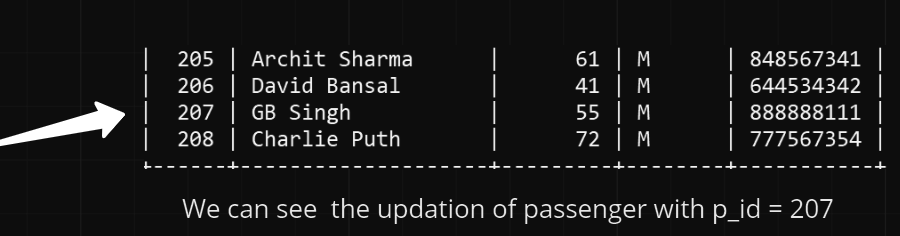 | 205 | Archit Sharma | 61 | M | 848567341 |
| 206 | David Bansal | 41 | M | 644534342 |
| 207 | GB Singh | 55 | M | 888888111 |
| 208 | Charlie Puth | 72 | M | 777567354 |
+-------+---------------------+----------+---------+------------+
We can see the updation of passenger with p_id = 207